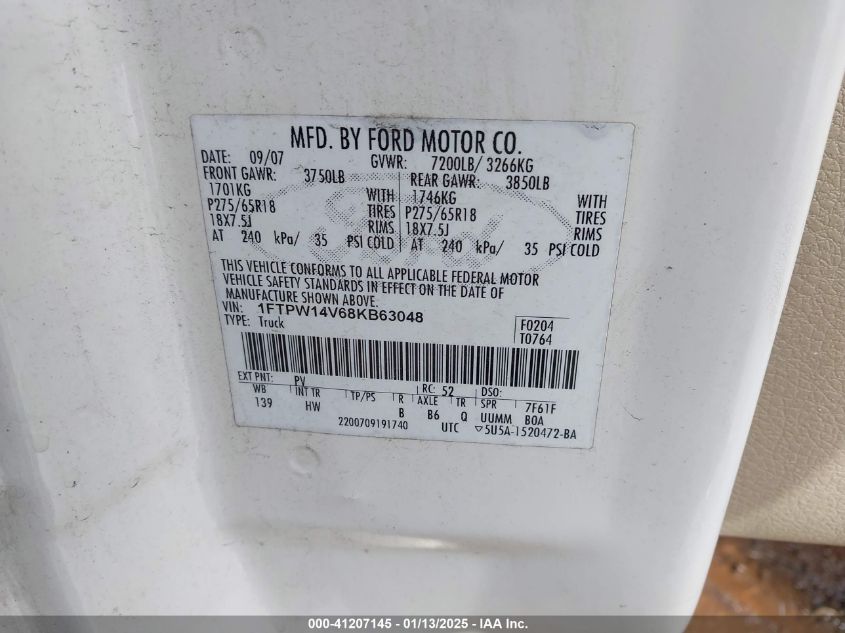 MFD. BY FORD MOTOR CO.
DATE: 09/07 GVWR: 7200LB/ 3266KG
FRONT GAWR: 3750LB REAR GAWR: 3850LB
1701KG WITH 1746KG WITH
P275/65R18 TIRES P275/65R18 TIRES
18X7.5J RIMS 18X7.5J RIMS
AT 240 kPa/ 35 PSI COLD AT 240 kPa/ 35 PSI COLD
Ford
THIS VEHICLE CONFORMS TO ALL APPLICABLE FEDERAL MOTOR
VEHICLE SAFETY STANDARDS IN EFFECT ON THE DATE OF
MANUFACTURE SHOWN ABOVE.
VIN: 1FTPW14V68KB63048 F0204
TYPE: Truck T0764
EXT PNT: PV RC: 52 DSO:
WB INT TR TP/PS R AXLE TR SPR 7F61F
139 HW B B6 Q UUMM BOA
2200709191740 UTC ▽5U5A-1520472-BA
000-41207145 - 01/13/2025 - IAA Inc.